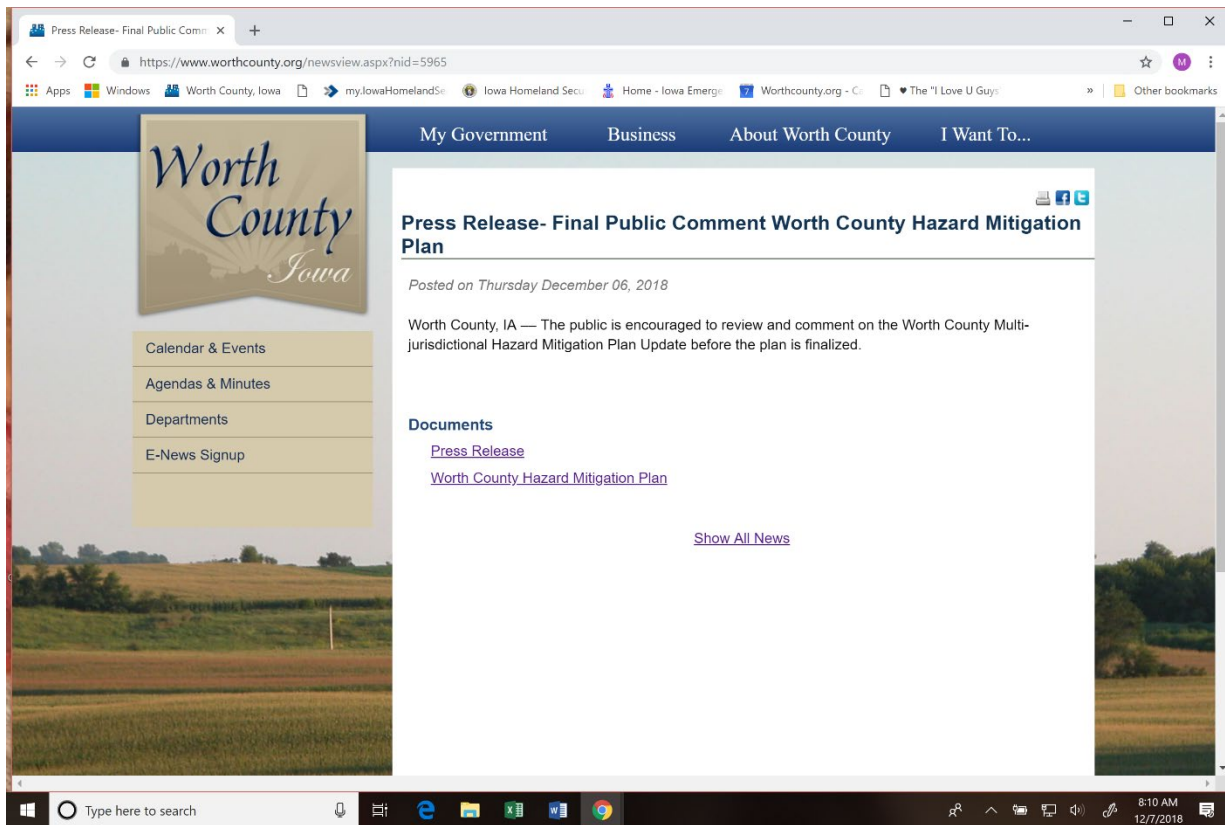 Press Release- Final Public Comm
https://www.worthcounty.org/newsview.aspx?nid=5965
M
Apps Windows Worth County, Iowa my.IowaHomelandSe Iowa Homeland Secu Home - Iowa Emerge 7 Worthcounty.org - Ca ♥ The "I Love U Guys" » Other bookmarks
My Government Business About Worth County I Want To...
Worth
County
Iowa
Press Release- Final Public Comment Worth County Hazard Mitigation
Plan
Posted on Thursday December 06, 2018
Worth County, IA — The public is encouraged to review and comment on the Worth County Multi-
jurisdictional Hazard Mitigation Plan Update before the plan is finalized.
Calendar & Events
Agendas & Minutes
Departments
E-News Signup
Documents
Press Release
Worth County Hazard Mitigation Plan
Show All News
Type here to search
8:10 AM
12/7/2018